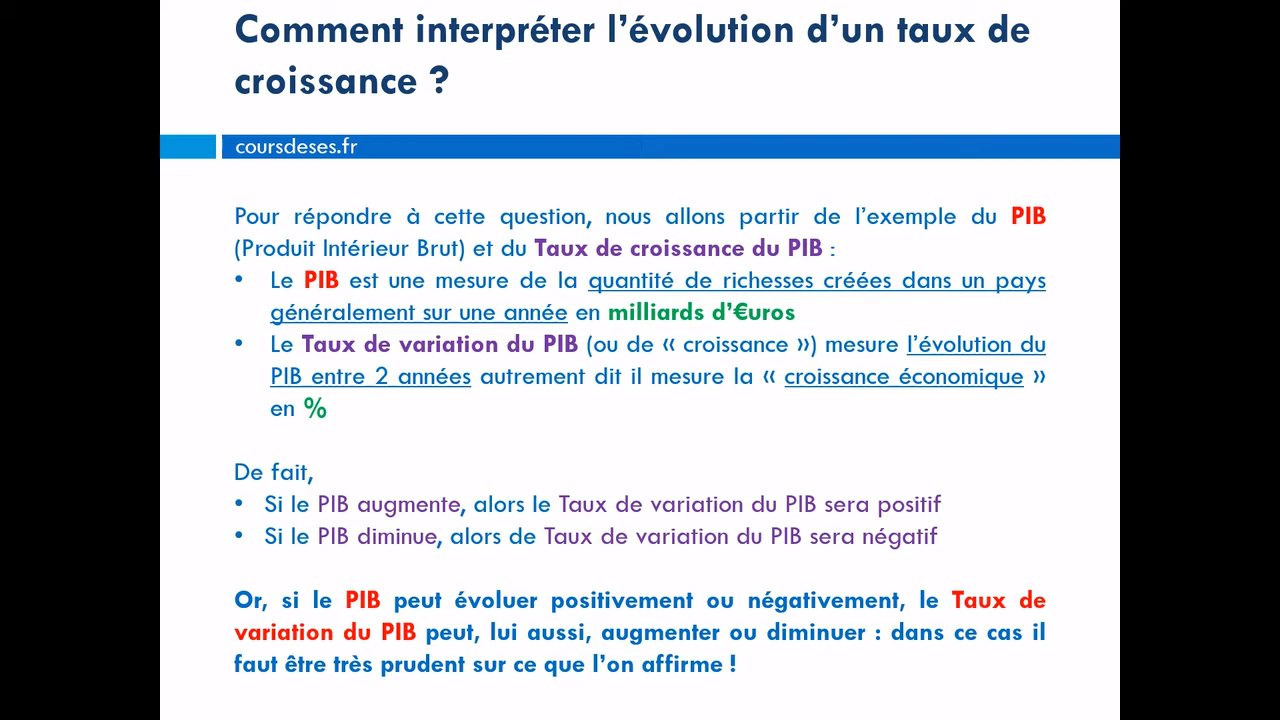 Comment interpréter l'évolution d'un taux de
croissance ?
coursdeses.fr
Pour répondre à cette question, nous allons partir de l'exemple du PIB
(Produit Intérieur Brut) et du Taux de croissance du PIB :
• Le PIB est une mesure de la quantité de richesses créées dans un pays
généralement sur une année en milliards d'€uros
• Le Taux de variation du PIB (ou de « croissance ») mesure l'évolution du
PIB entre 2 années autrement dit il mesure la « croissance économique »
en %
De fait,
• Si le PIB augmente, alors le Taux de variation du PIB sera positif
• Si le PIB diminue, alors de Taux de variation du PIB sera négatif
Or, si le PIB peut évoluer positivement ou négativement, le Taux de
variation du PIB peut, lui aussi, augmenter ou diminuer : dans ce cas il
faut être très prudent sur ce que l'on affirme !